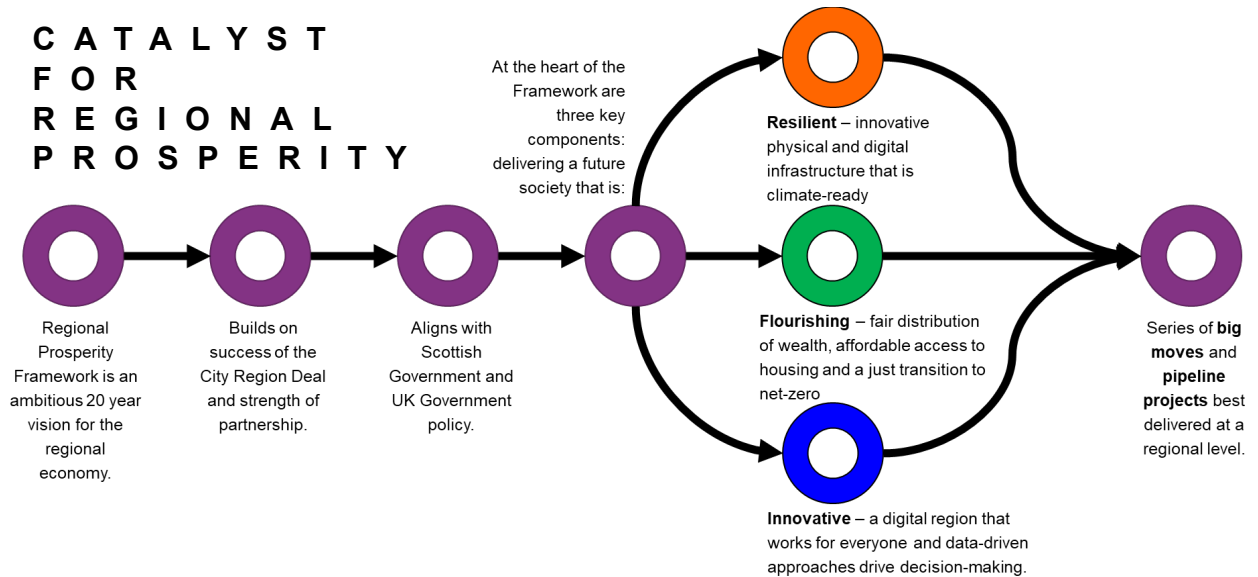 CATALYST
FOR
REGIONAL
PROSPERITY
Regional
Prosperity
Framework is an
ambitious 20 year
vision for the
regional
economy.
Builds on
success of the
City Region Deal
and strength of
partnership.
Aligns with
Scottish
Government and
UK Government
policy.
At the heart of the
Framework are
three key
components:
delivering a future
society that is:
Resilient – innovative
physical and digital
infrastructure that is
climate-ready
Flourishing – fair distribution
of wealth, affordable access to
housing and a just transition to
net-zero
Innovative – a digital region that
works for everyone and data-driven
approaches drive decision-making.
Series of big
moves and
pipeline
projects best
delivered at a
regional level.